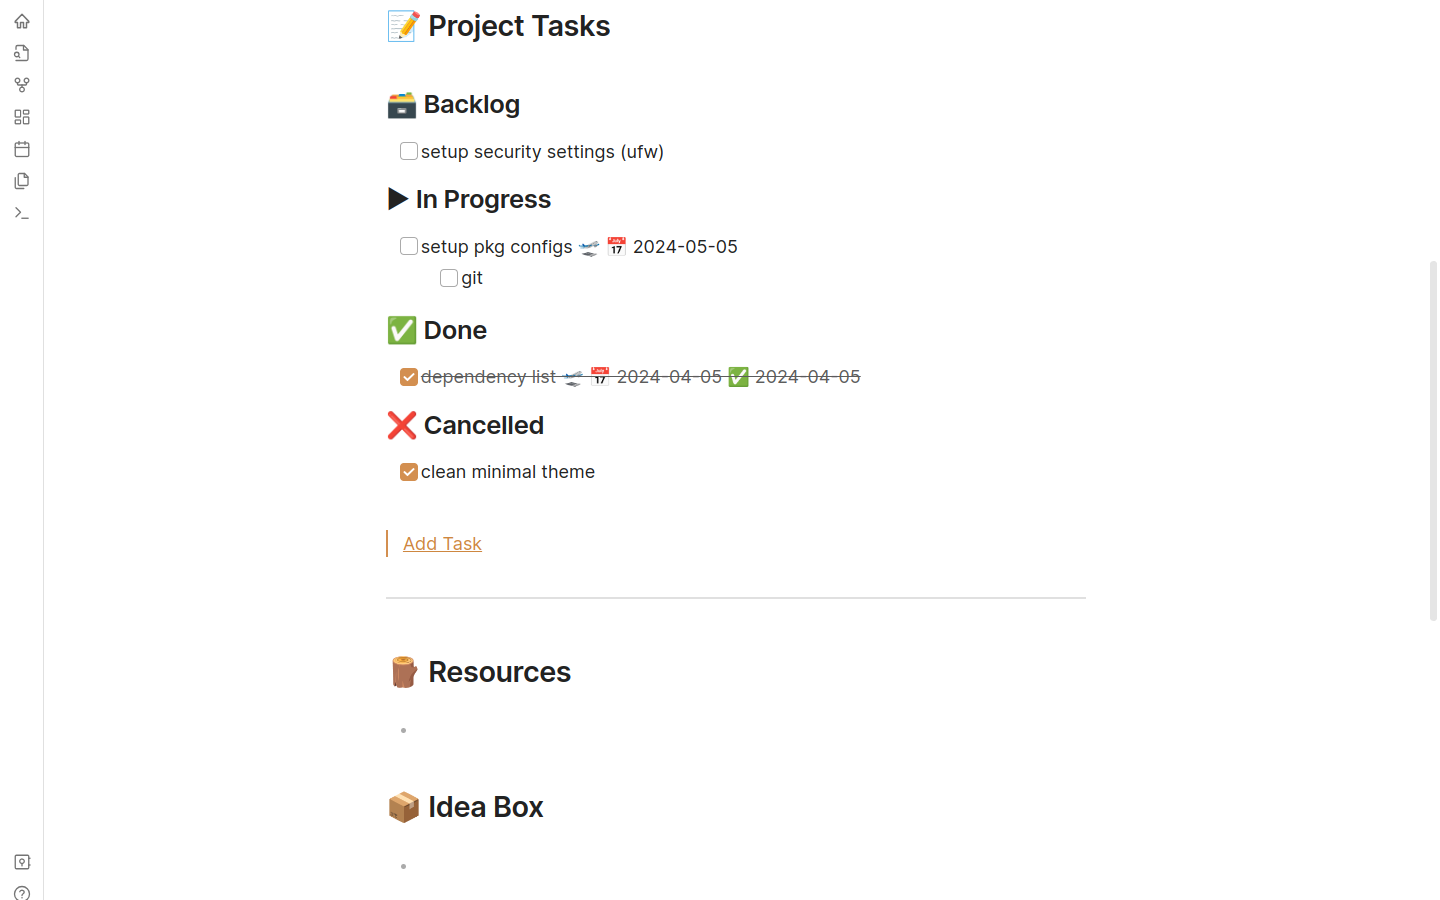 📝 Project Tasks
🗃️ Backlog
setup security settings (ufw)
▶ In Progress
setup pkg configs 🛫 📅 2024-05-05
git
✅ Done
dependency list 🛫 📅 2024-04-05 ✅ 2024-04-05
❌ Cancelled
clean minimal theme
Add Task
🪵 Resources
📦 Idea Box